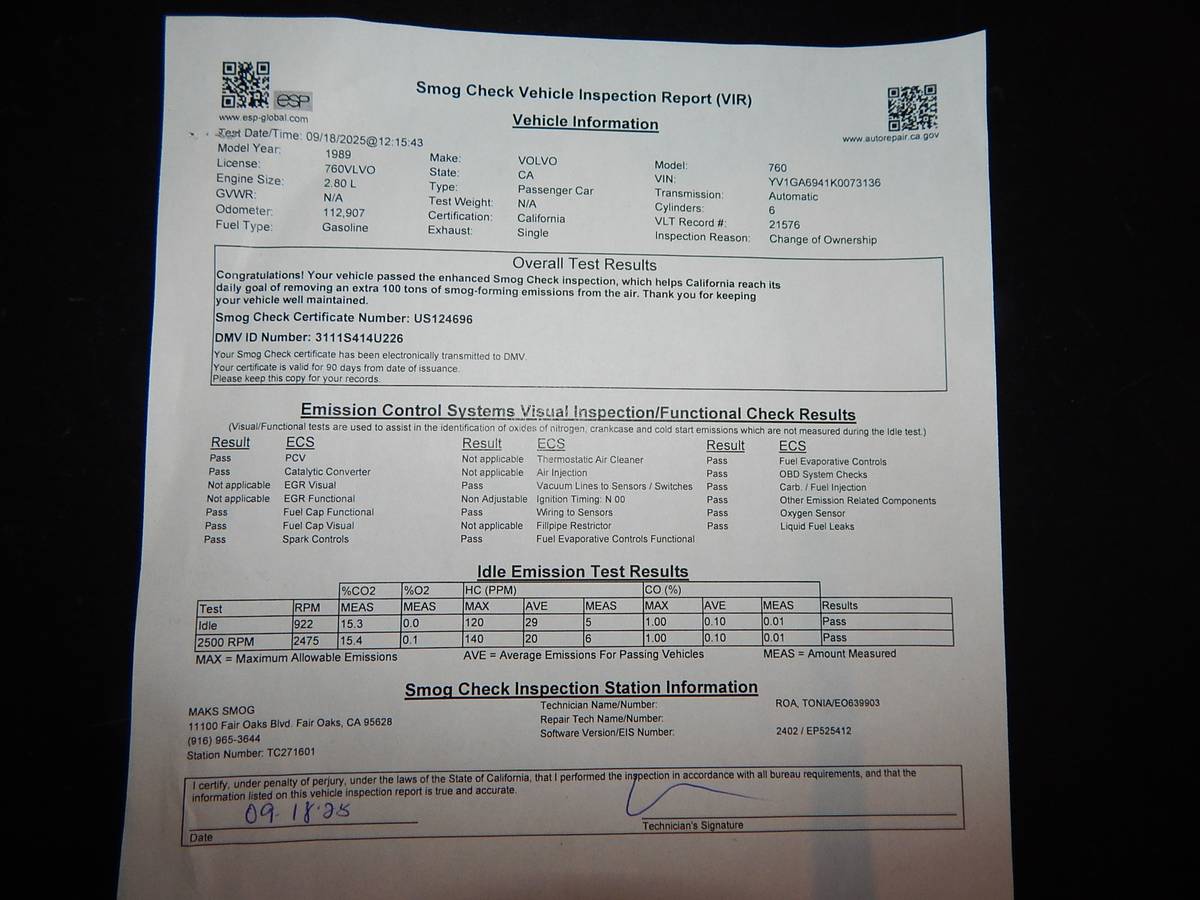 Smog Check Vehicle Inspection Report (VIR)
esp
www.esp-global.com
www.autorepair.ca.gov
Vehicle Information
Test Date/Time: 09/18/2025@12:15:43
Model Year: 1989 Make: VOLVO Model: 760
License: 760VLVO State: CA VIN: YV1GA6941K0073136
Engine Size: 2.80 L Type: Passenger Car Transmission: Automatic
GVWR: N/A Test Weight: N/A Cylinders: 6
Odometer: 112,907 Certification: California VLT Record #: 21576
Fuel Type: Gasoline Exhaust: Single Inspection Reason: Change of Ownership
Overall Test Results
Congratulations! Your vehicle passed the enhanced Smog Check inspection, which helps California reach its
daily goal of removing an extra 100 tons of smog-forming emissions from the air. Thank you for keeping
your vehicle well maintained.
Smog Check Certificate Number: US124696
DMV ID Number: 3111S414U226
Your Smog Check certificate has been electronically transmitted to DMV.
Your certificate is valid for 90 days from date of issuance.
Please keep this copy for your records.
Emission Control Systems Visual Inspection/Functional Check Results
(Visual/Functional tests are used to assist in the identification of oxides of nitrogen, crankcase and cold start emissions which are not measured during the Idle test.)
Result ECS Result ECS Result ECS
Pass PCV Not applicable Thermostatic Air Cleaner Pass Fuel Evaporative Controls
Pass Catalytic Converter Not applicable Air Injection Pass OBD System Checks
Not applicable EGR Visual Pass Vacuum Lines to Sensors / Switches Pass Carb. / Fuel Injection
Not applicable EGR Functional Non Adjustable Ignition Timing: N 00 Pass Other Emission Related Components
Pass Fuel Cap Functional Pass Wiring to Sensors Pass Oxygen Sensor
Pass Fuel Cap Visual Not applicable Fillpipe Restrictor Pass Liquid Fuel Leaks
Pass Spark Controls Pass Fuel Evaporative Controls Functional
Idle Emission Test Results
%CO2 %O2 HC (PPM) CO (%)
Test RPM MEAS MEAS MAX AVE MEAS MAX AVE MEAS Results
Idle 922 15.3 0.0 120 29 5 1.00 0.10 0.01 Pass
2500 RPM 2475 15.4 0.1 140 20 6 1.00 0.10 0.01 Pass
MAX = Maximum Allowable Emissions AVE = Average Emissions For Passing Vehicles MEAS = Amount Measured
Smog Check Inspection Station Information
MAKS SMOG Technician Name/Number: ROA, TONIA/EO639903
11100 Fair Oaks Blvd. Fair Oaks, CA 95628 Repair Tech Name/Number:
(916) 965-3644 Software Version/EIS Number: 2402 / EP525412
Station Number: TC271601
I certify, under penalty of perjury, under the laws of the State of California, that I performed the inspection in accordance with all bureau requirements, and that the
information listed on this vehicle inspection report is true and accurate.
09-18-25
Date Technician's Signature